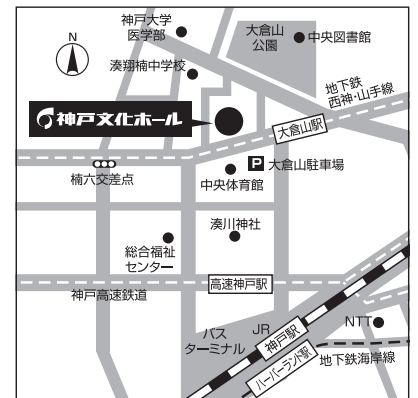 N
神戸大学
医学部
大倉山
公園
中央図書館
湊翔楠中学校
地下鉄
西神・山手線
神戸文化ホール
大倉山駅
P 大倉山駐車場
楠六交差点
中央体育館
湊川神社
総合福祉
センター
高速神戸駅
神戸高速鉄道
バス
ターミナル
JR
神戸駅
NTT
ハーバーランド駅
地下鉄海岸線